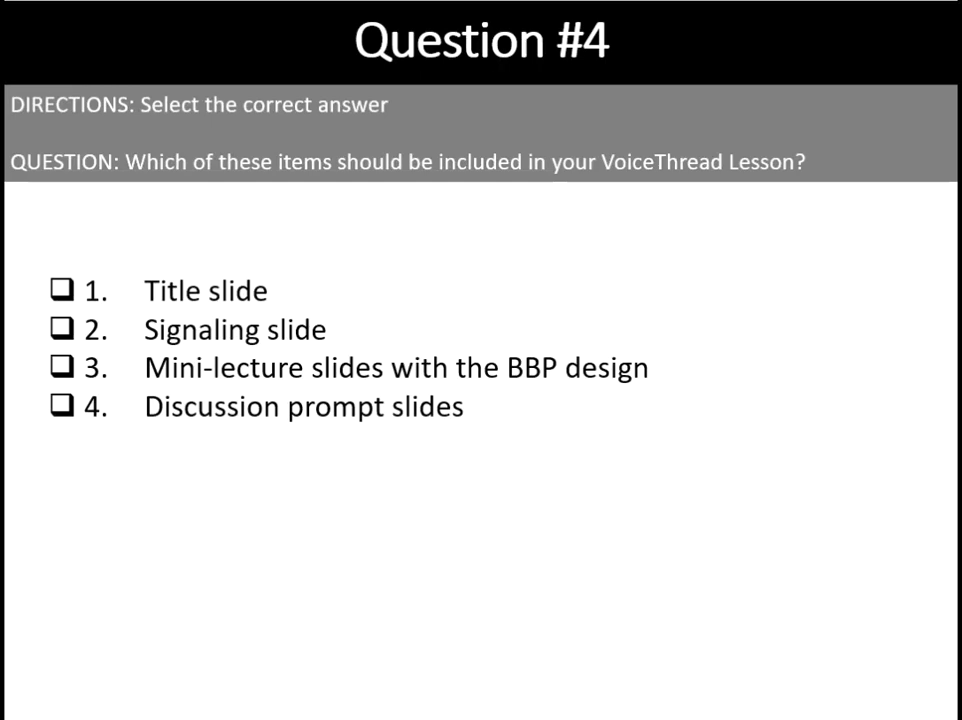 Question #4
DIRECTIONS: Select the correct answer
QUESTION: Which of these items should be included in your VoiceThread Lesson?
1. Title slide
2. Signaling slide
3. Mini-lecture slides with the BBP design
4. Discussion prompt slides